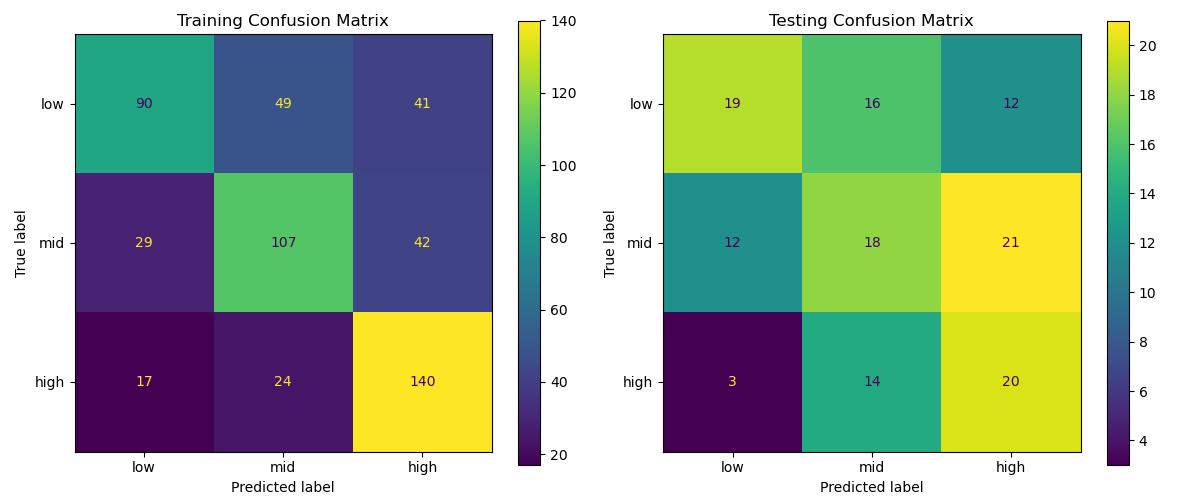 Training Confusion Matrix
True label
low
mid
high
90 49 41
29 107 42
17 24 140
low mid high
Predicted label
140
120
100
80
60
40
20
Testing Confusion Matrix
True label
low
mid
high
19 16 12
12 18 21
3 14 20
low mid high
Predicted label
20
18
16
14
12
10
8
6
4